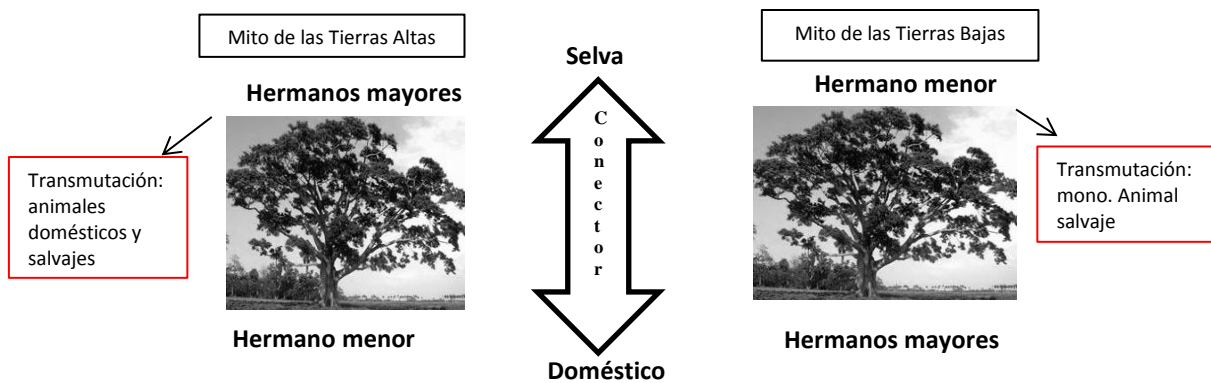 Mito de las Tierras Altas
Hermanos mayores
Transmutación:
animales
domésticos y
salvajes
Hermano menor
Selva
Conector
Doméstico
Mito de las Tierras Bajas
Hermano menor
Transmutación:
mono. Animal
salvaje
Hermanos mayores